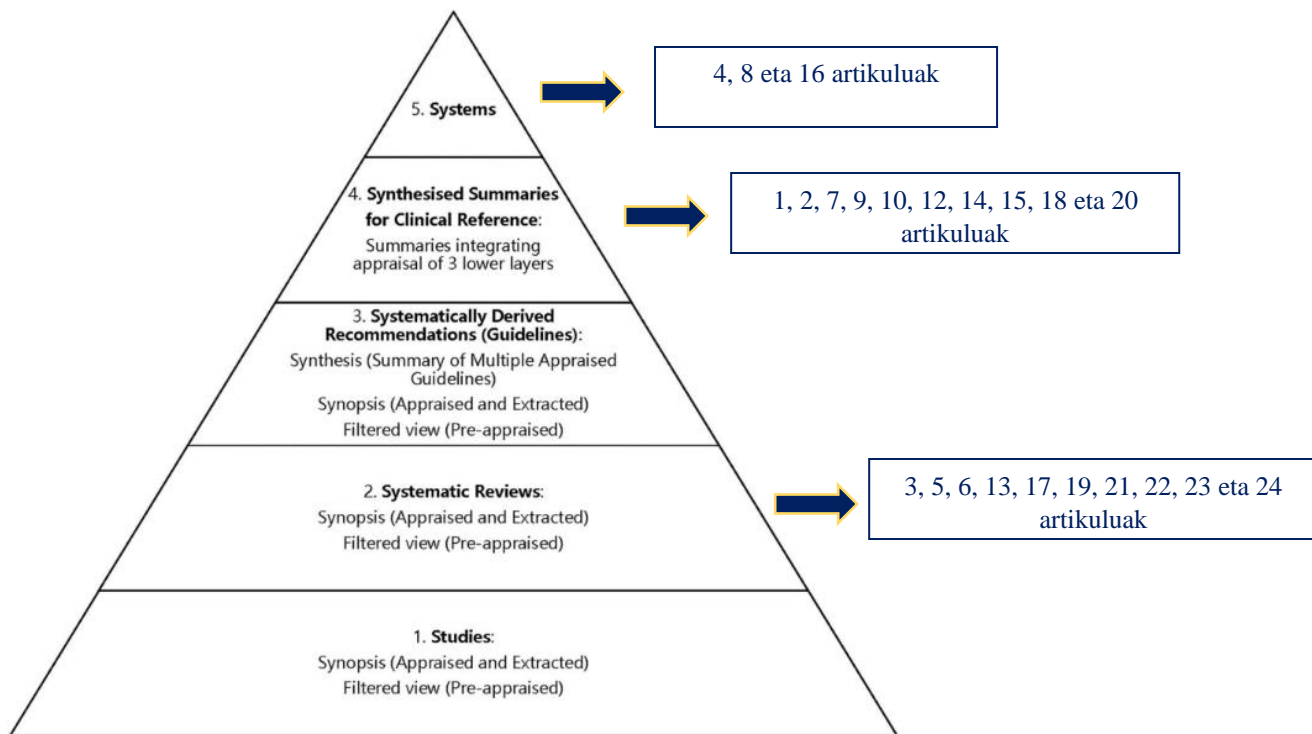 4, 8 eta 16 artikuluak
5. Systems
4. Synthesised Summaries
for Clinical Reference:
Summaries integrating
appraisal of 3 lower layers
1, 2, 7, 9, 10, 12, 14, 15, 18 eta 20
artikuluak
3. Systematically Derived
Recommendations (Guidelines):
Synthesis (Summary of Multiple Appraised
Guidelines)
Synopsis (Appraised and Extracted)
Filtered view (Pre-appraised)
2. Systematic Reviews:
Synopsis (Appraised and Extracted)
Filtered view (Pre-appraised)
3, 5, 6, 13, 17, 19, 21, 22, 23 eta 24
artikuluak
1. Studies:
Synopsis (Appraised and Extracted)
Filtered view (Pre-appraised)